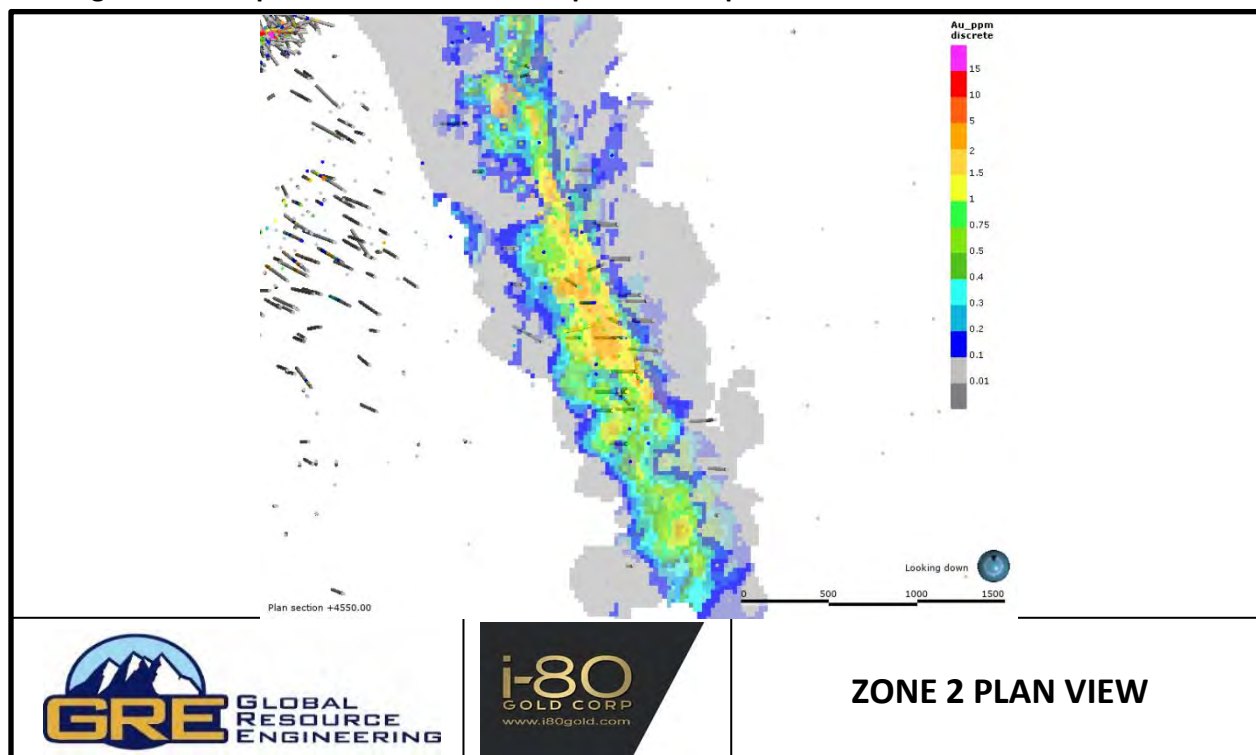 Au_ppm
discrete
15
10
5
2
1.5
1
0.75
0.5
0.4
0.3
0.2
0.1
0.01
Looking down
0 500 1000 1500
Plan section +4550.00
GRE GLOBAL
RESOURCE
ENGINEERING
i-80
GOLD CORP
www.i80gold.com
ZONE 2 PLAN VIEW